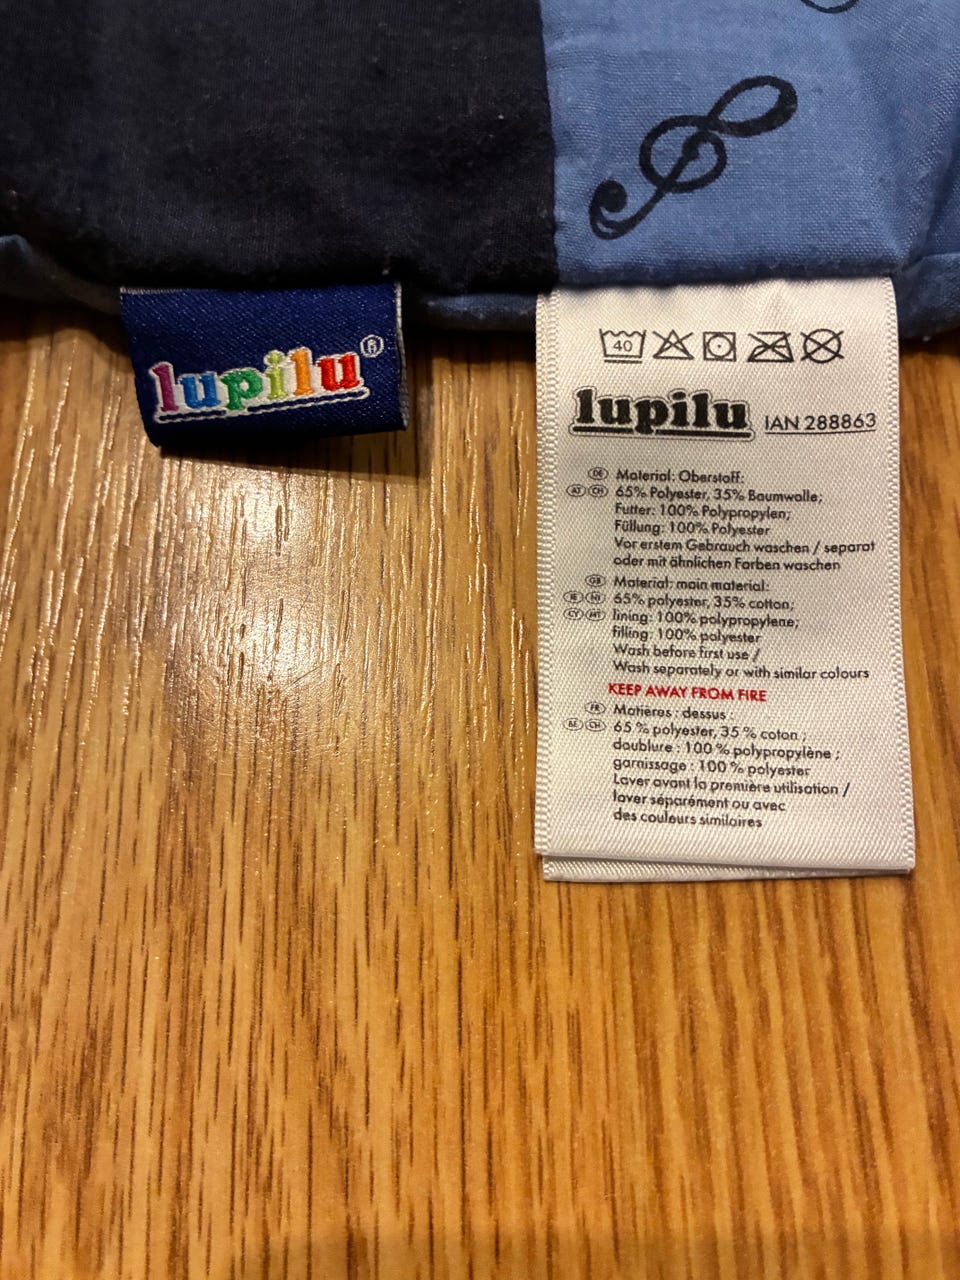 lupilu®
40
lupilu IAN 288863
DE Material: Oberstoff:
AT CH 65% Polyester, 35% Baumwolle;
Futter: 100% Polypropylen;
Füllung: 100% Polyester
Vor erstem Gebrauch waschen / separat
oder mit ähnlichen Farben waschen
GB Material: main material:
IE NI 65% polyester, 35% cotton;
CY MT lining: 100% polypropylene;
filling: 100% polyester
Wash before first use /
Wash separately or with similar colours
KEEP AWAY FROM FIRE
FR Matières : dessus :
BE CH 65 % polyester, 35 % coton ;
doublure : 100 % polypropylène ;
garnissage : 100 % polyester
Laver avant la première utilisation /
laver séparément ou avec
des couleurs similaires